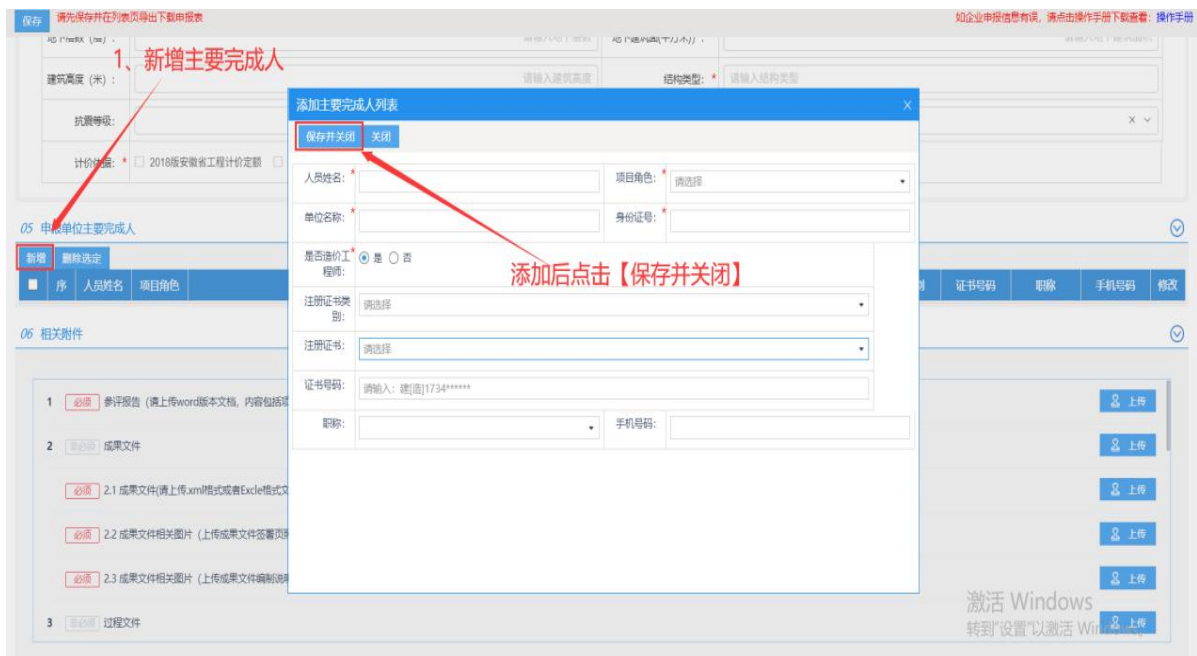 保存 请先保存并在列表页导出下载申报表 如企业申报信息有误，请点击操作手册下载查看：操作手册
1、新增主要完成人
建筑高度（米）： 请输入建筑高度 结构类型：* 请输入结构类型
添加主要完成人列表 X
抗震等级：
保存并关闭 关闭
计价依据：* 2018版安徽省工程计价定额
人员姓名：* 项目角色：* 请选择
单位名称：* 身份证号：*
05 申报单位主要完成人
是否造价工程师：* 是 否
添加后点击【保存并关闭】
新增 删除选定
序 人员姓名 项目角色 证书号码 职称 手机号码 修改
注册证书类别： 请选择
06 相关附件
注册证书： 请选择
证书号码： 请输入：建[造]1734******
1 必须 参评报告（请上传word版本文档，内容包括项 上传
职称： 手机号码：
2 非必须 成果文件 上传
必须 2.1 成果文件(请上传.xml格式或者Excle格式文 上传
必须 2.2 成果文件相关图片（上传成果文件签署页 上传
必须 2.3 成果文件相关图片（上传成果文件编制说明 上传
激活 Windows
3 非必须 过程文件 上传
转到"设置"以激活 Windows。